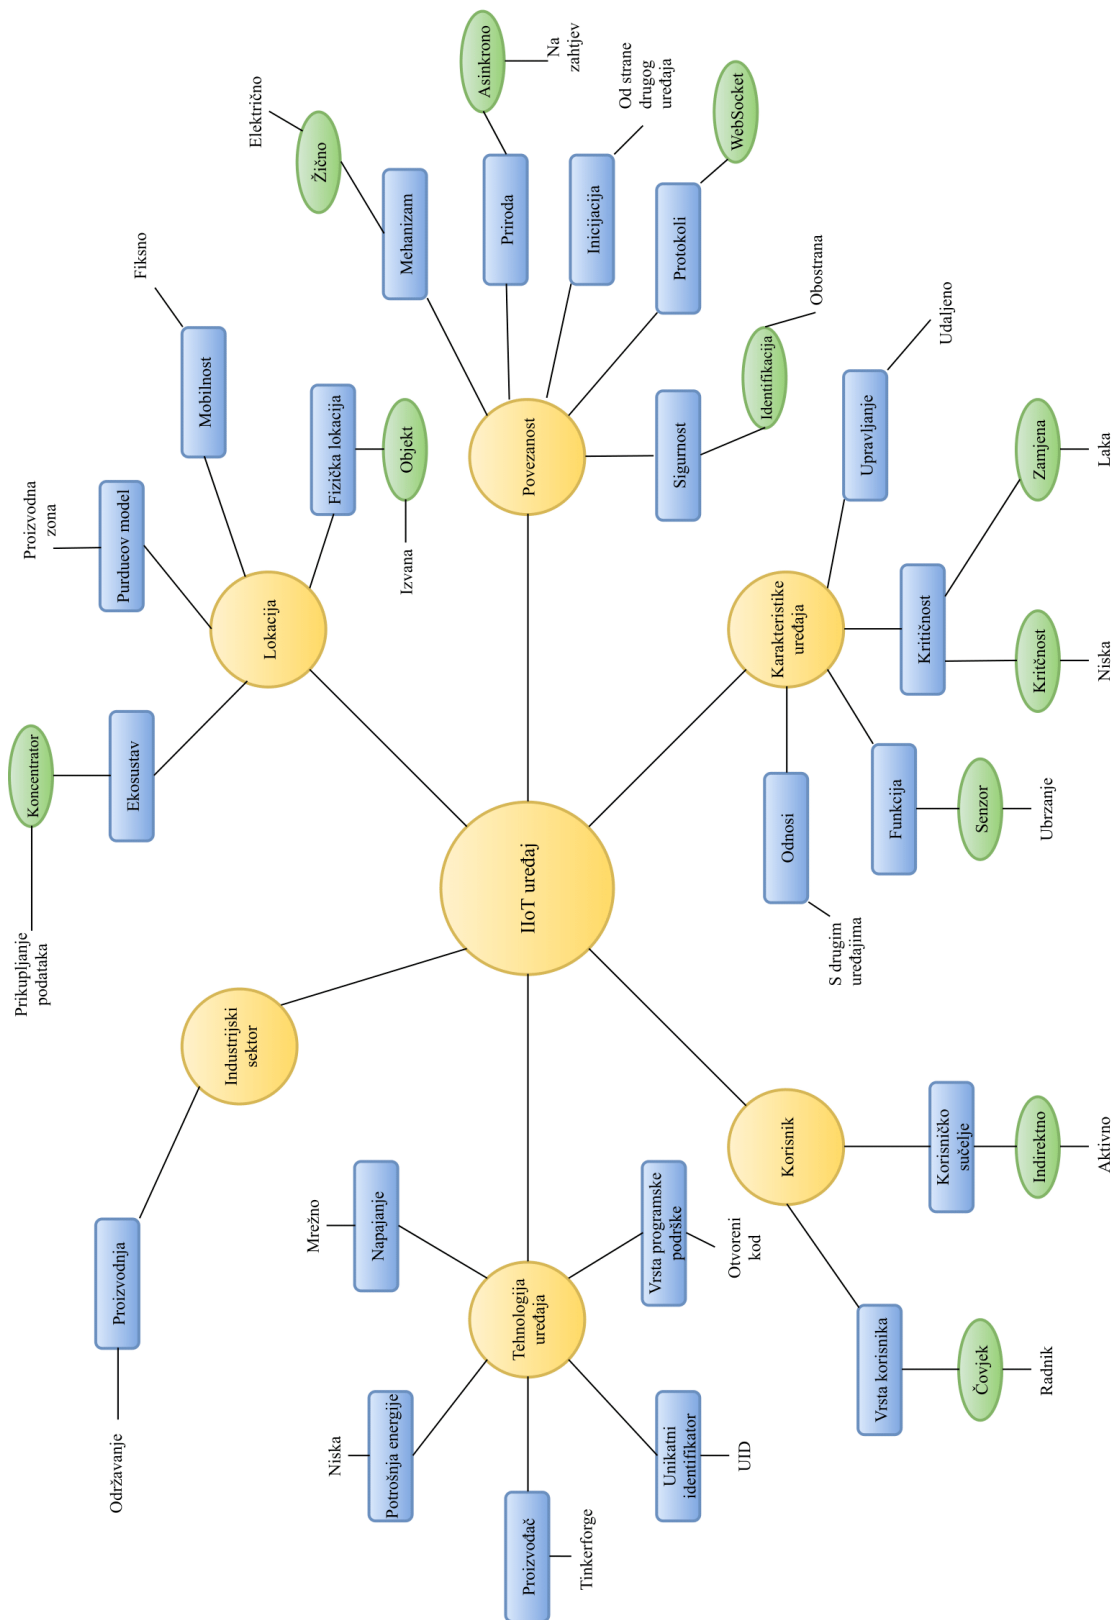 Održavanje
Proizvodnja
Industrijski
sektor
Prikupljanje
podataka
Koncentrator
Ekosustav
Proizvodna
zona
Purdueov model
Fiksno
Mobilnost
Lokacija
Fizička lokacija
Objekt
Izvana
Električno
Žično
Mehanizam
Asinkrono
Na
zahtjev
Priroda
Od strane
drugog
uređaja
Inicijacija
WebSocket
Protokoli
Povezanost
Sigurnost
Identifikacija
Obostrana
IIoT uređaj
Niska
Potrošnja energije
Mrežno
Napajanje
Proizvođač
Tinkerforge
Tehnologija
uređaja
Unikatni
identifikator
UID
Vrsta programske
podrške
Otvoreni
kod
Korisnik
Vrsta korisnika
Čovjek
Radnik
Korisničko
sučelje
Indirektno
Aktivno
Karakteristike
uređaja
Odnosi
S drugim
uređajima
Funkcija
Senzor
Ubrzanje
Kritičnost
Kritčnost
Niska
Zamjena
Laka
Upravljanje
Udaljeno